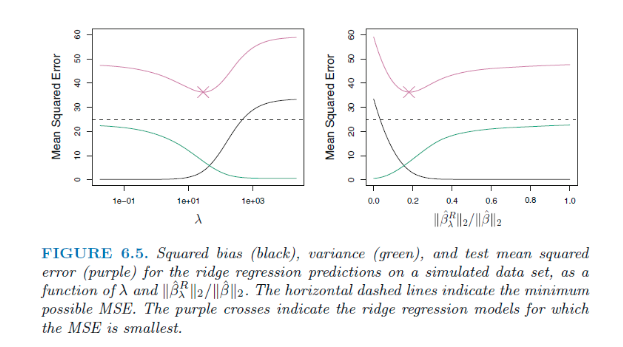 Mean Squared Error
0 10 20 30 40 50 60
1e−01 1e+01 1e+03
λ
Mean Squared Error
0 10 20 30 40 50 60
0.0 0.2 0.4 0.6 0.8 1.0
‖β̂λᴿ‖₂/‖β̂‖₂
FIGURE 6.5. Squared bias (black), variance (green), and test mean squared
error (purple) for the ridge regression predictions on a simulated data set, as a
function of λ and ‖β̂λᴿ‖₂/‖β̂‖₂. The horizontal dashed lines indicate the minimum
possible MSE. The purple crosses indicate the ridge regression models for which
the MSE is smallest.